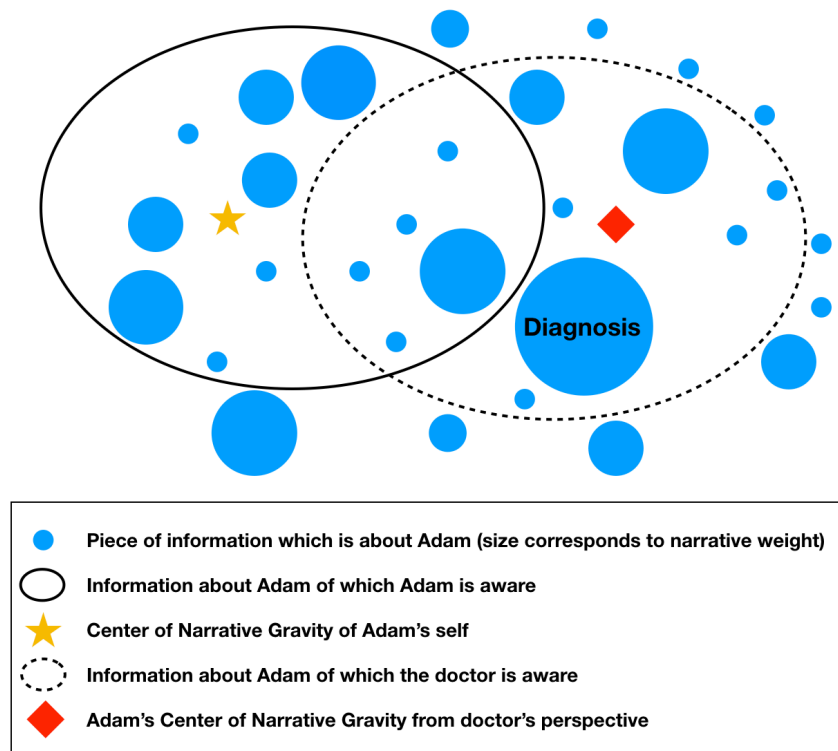 Diagnosis
Piece of information which is about Adam (size corresponds to narrative weight)
Information about Adam of which Adam is aware
Center of Narrative Gravity of Adam’s self
Information about Adam of which the doctor is aware
Adam’s Center of Narrative Gravity from doctor’s perspective